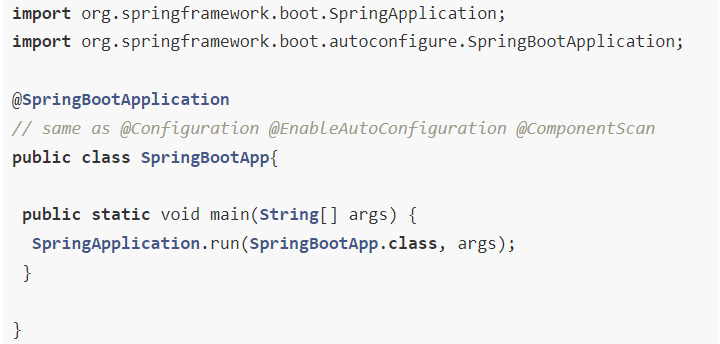 import org.springframework.boot.SpringApplication;
import org.springframework.boot.autoconfigure.SpringBootApplication;
@SpringBootApplication
// same as @Configuration @EnableAutoConfiguration @ComponentScan
public class SpringBootApp{
public static void main(String[] args) {
SpringApplication.run(SpringBootApp.class, args);
}
}